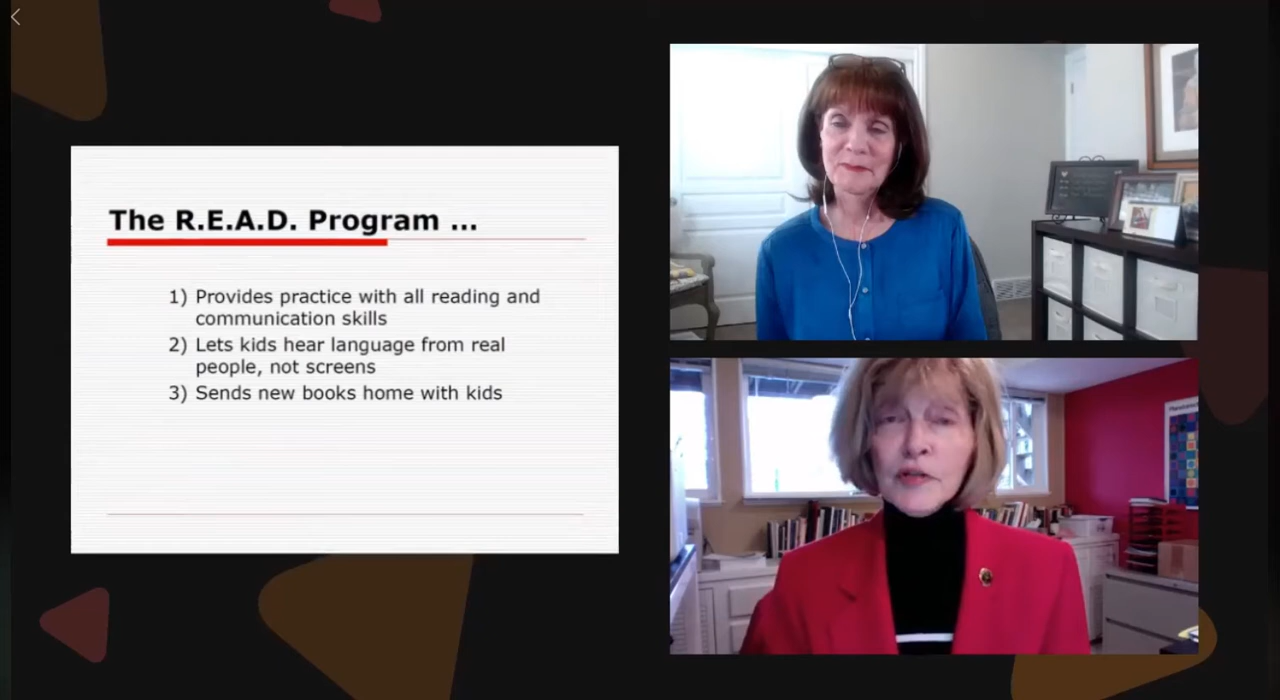 The R.E.A.D. Program ...
1) Provides practice with all reading and
communication skills
2) Lets kids hear language from real
people, not screens
3) Sends new books home with kids